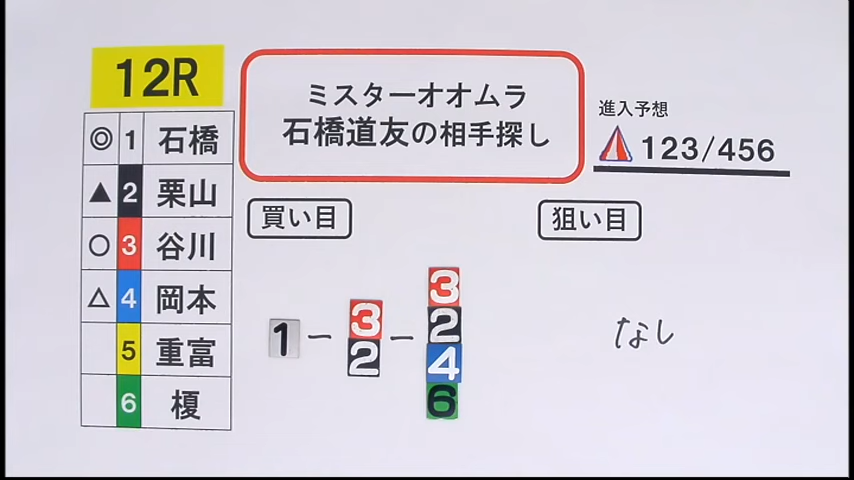 12R
◎ 1 石橋
▲ 2 栗山
○ 3 谷川
△ 4 岡本
5 重富
6 榎
ミスターオオムラ
石橋道友の相手探し
進入予想
123/456
買い目
1 - 3 2 - 3 2 4 6
狙い目
なし